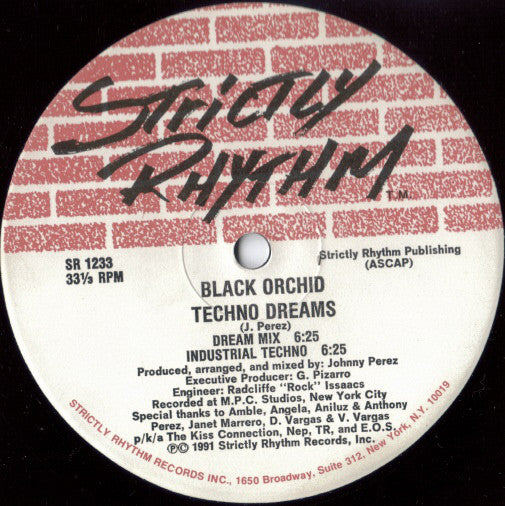 STRICTLY
RHYTHM T.M.
SR 1233
33⅓ RPM
Strictly Rhythm Publishing
(ASCAP)
BLACK ORCHID
TECHNO DREAMS
(J. Perez)
DREAM MIX 6:25
INDUSTRIAL TECHNO 6:25
Produced, arranged, and mixed by: Johnny Perez
Executive Producer: G. Pizarro
Engineer: Radcliffe "Rock" Issaacs
Recorded at M.P.C. Studios, New York City
Special thanks to Amble, Angela, Aniluz & Anthony
Perez, Janet Marrero, D. Vargas & V. Vargas
p/k/a The Kiss Connection, Nep, TR, and E.O.S.
℗© 1991 Strictly Rhythm Records, Inc.
STRICTLY RHYTHM RECORDS INC., 1650 Broadway, Suite 312, New York, N.Y. 10019